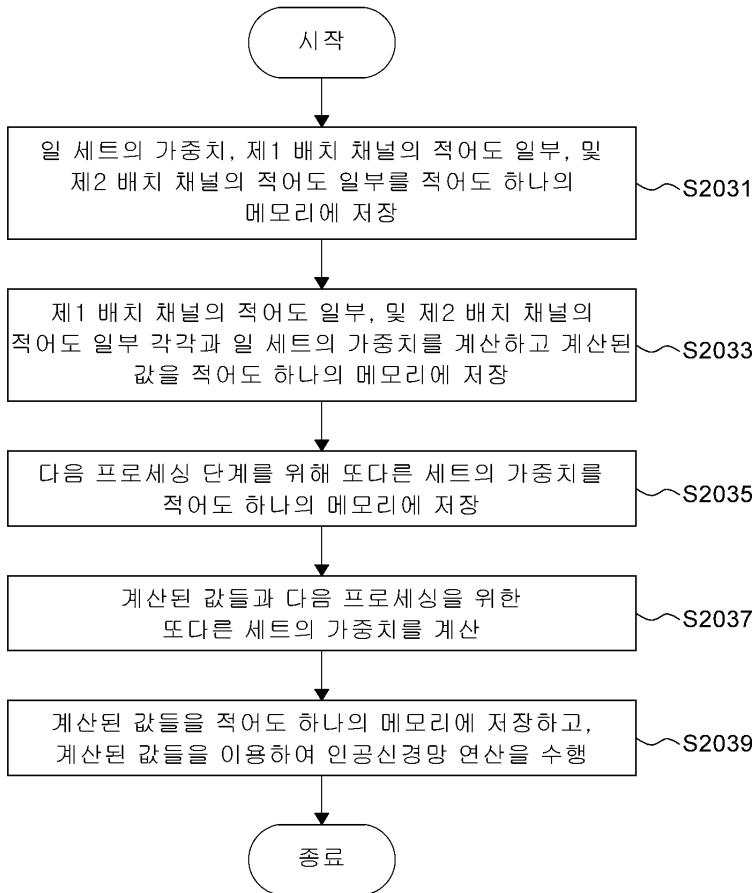 시작
일 세트의 가중치, 제1 배치 채널의 적어도 일부, 및
제2 배치 채널의 적어도 일부를 적어도 하나의
메모리에 저장
S2031
제1 배치 채널의 적어도 일부, 및 제2 배치 채널의
적어도 일부 각각과 일 세트의 가중치를 계산하고 계산된
값을 적어도 하나의 메모리에 저장
S2033
다음 프로세싱 단계를 위해 또다른 세트의 가중치를
적어도 하나의 메모리에 저장
S2035
계산된 값들과 다음 프로세싱을 위한
또다른 세트의 가중치를 계산
S2037
계산된 값들을 적어도 하나의 메모리에 저장하고,
계산된 값들을 이용하여 인공신경망 연산을 수행
S2039
종료